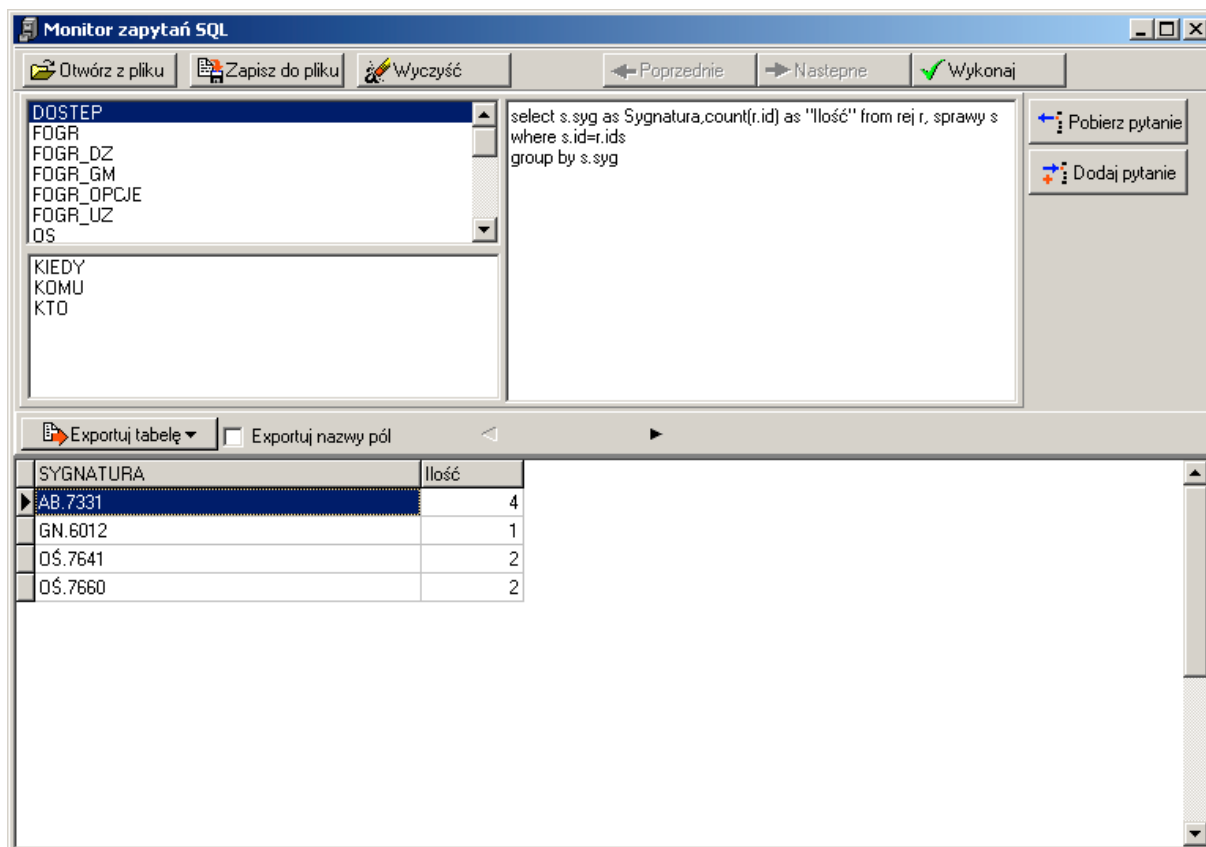 Monitor zapytań SQL
Otwórz z pliku Zapisz do pliku Wyczyść Poprzednie Nastepne Wykonaj
DOSTEP
FOGR
FOGR_DZ
FOGR_GM
FOGR_OPCJE
FOGR_UZ
OS
KIEDY
KOMU
KTO
select s.syg as Sygnatura,count(r.id) as "Ilość" from rej r, sprawy s
where s.id=r.ids
group by s.syg
Pobierz pytanie
Dodaj pytanie
Exportuj tabelę Exportuj nazwy pól
SYGNATURA Ilość
AB.7331 4
GN.6012 1
OŚ.7641 2
OŚ.7660 2